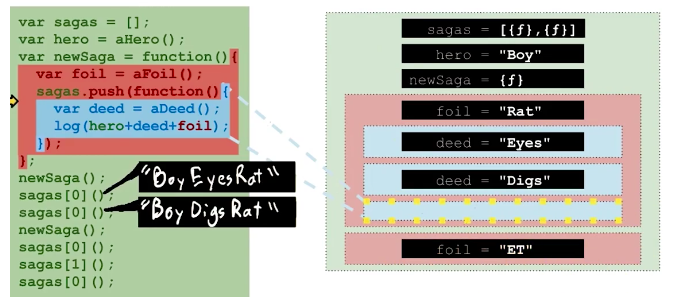 var sagas = [];
var hero = aHero();
var newSaga = function(){
var foil = aFoil();
sagas.push(function(){
var deed = aDeed();
log(hero+deed+foil);
});
};
newSaga();
sagas[0]();
sagas[0]();
newSaga();
sagas[0]();
sagas[1]();
sagas[0]();
"Boy Eyes Rat"
"Boy Digs Rat"
sagas = [{f},{f}]
hero = "Boy"
newSaga = {f}
foil = "Rat"
deed = "Eyes"
deed = "Digs"
foil = "ET"